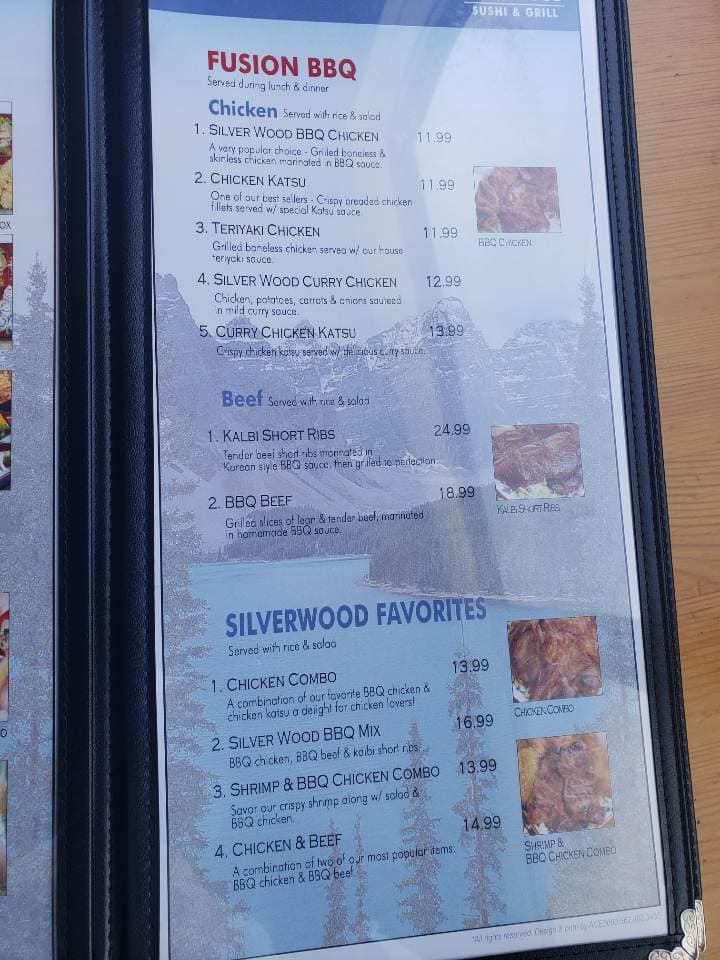 SUSHI & GRILL
FUSION BBQ
Served during lunch & dinner
Chicken Served with rice & salad
1. SILVER WOOD BBQ CHICKEN 11.99
A very popular choice - Grilled boneless &
skinless chicken marinated in BBQ sauce.
2. CHICKEN KATSU 11.99
One of our best sellers - Crispy breaded chicken
fillets served w/ special Katsu sauce.
BBQ CHICKEN
3. TERIYAKI CHICKEN 11.99
Grilled boneless chicken served w/ our house
teriyaki sauce.
4. SILVER WOOD CURRY CHICKEN 12.99
Chicken, potatoes, carrots & onions sauteed
in mild curry sauce.
5. CURRY CHICKEN KATSU 13.99
Crispy chicken katsu served w/ delicious curry sauce.
Beef Served with rice & salad
1. KALBI SHORT RIBS 24.99
Tender beef short ribs marinated in
Korean style BBQ sauce, then grilled to perfection.
KALBI SHORT RIBS
2. BBQ BEEF 18.99
Grilled slices of lean & tender beef, marinated
in homamade BBQ sauce.
SILVERWOOD FAVORITES
Served with rice & salad
1. CHICKEN COMBO 13.99
A combination of our favorite BBQ chicken &
chicken katsu a delight for chicken lovers!
CHICKEN COMBO
2. SILVER WOOD BBQ MIX 16.99
BBQ chicken, BBQ beef & kalbi short ribs.
3. SHRIMP & BBQ CHICKEN COMBO 13.99
Savor our crispy shrimp along w/ salad &
BBQ chicken.
4. CHICKEN & BEEF 14.99
A combination of two of our most popular items:
BBQ chicken & BBQ beef
SHRIMP &
BBQ CHICKEN COMBO
*All rights reserved. Design & print by